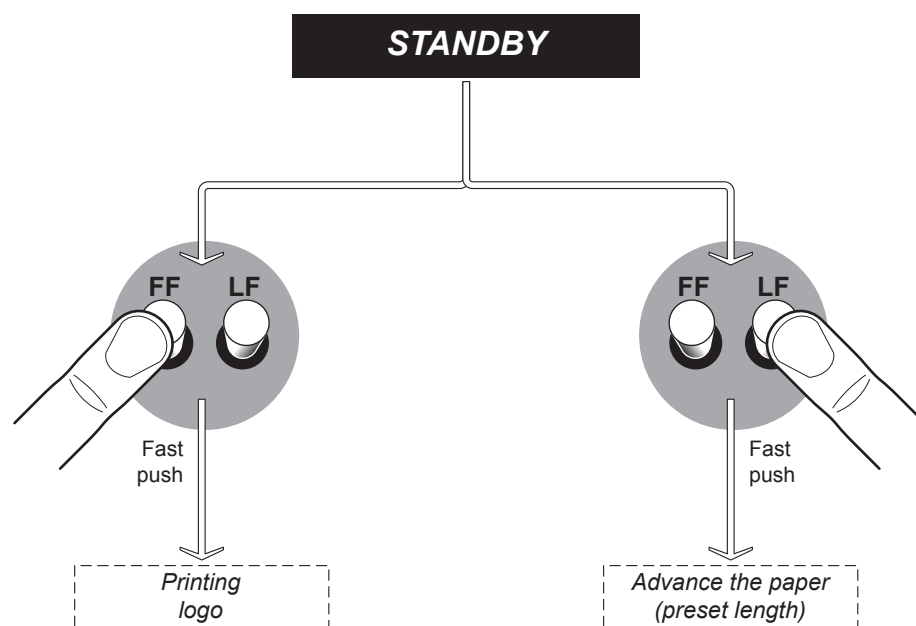 STANDBY
FF LF
Fast
push
Printing
logo
FF LF
Fast
push
Advance the paper
(preset length)